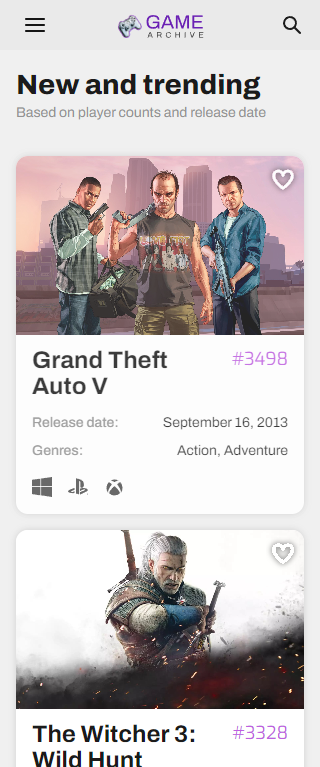 GAME
ARCHIVE
New and trending
Based on player counts and release date
Grand Theft
Auto V
#3498
Release date:
September 16, 2013
Genres:
Action, Adventure
The Witcher 3:
Wild Hunt
#3328